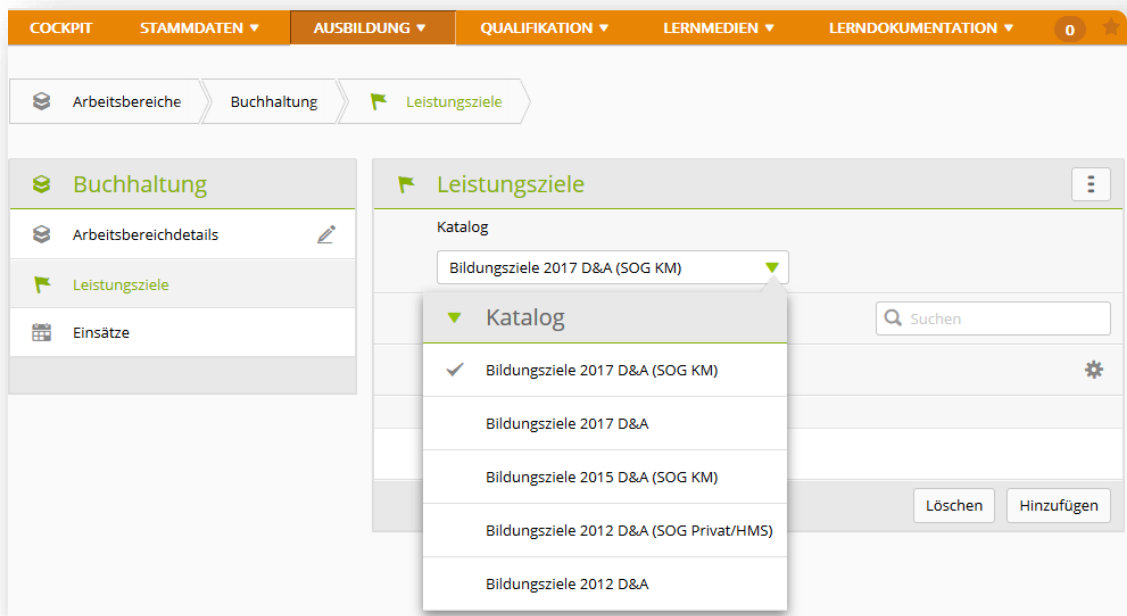 COCKPIT STAMMDATEN AUSBILDUNG QUALIFIKATION LERNMEDIEN LERNDOKUMENTATION 0
Arbeitsbereiche Buchhaltung Leistungsziele
Buchhaltung
Arbeitsbereichdetails
Leistungsziele
Einsätze
Leistungsziele
Katalog
Bildungsziele 2017 D&A (SOG KM)
Suchen
Katalog
Bildungsziele 2017 D&A (SOG KM)
Bildungsziele 2017 D&A
Bildungsziele 2015 D&A (SOG KM)
Bildungsziele 2012 D&A (SOG Privat/HMS)
Bildungsziele 2012 D&A
Löschen Hinzufügen